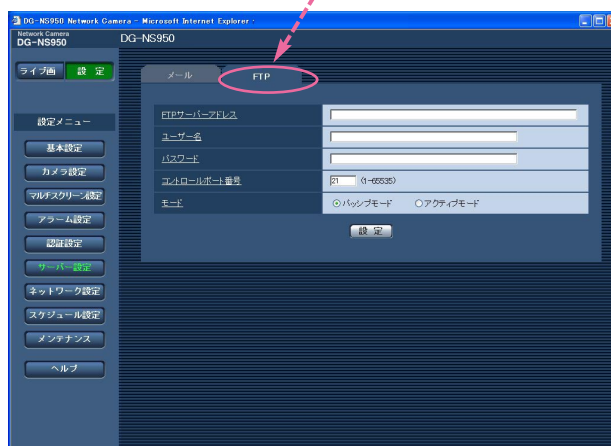 DG-NS950 Network Camera - Microsoft Internet Explorer
Network Camera
DG-NS950
DG-NS950
ライブ画 設 定
メール FTP
設定メニュー
基本設定
カメラ設定
マルチスクリーン設定
アラーム設定
認証設定
サーバー設定
ネットワーク設定
スケジュール設定
メンテナンス
ヘルプ
FTPサーバーアドレス
ユーザー名
パスワード
コントロールポート番号 21 (1-65535)
モード パッシブモード アクティブモード
設 定